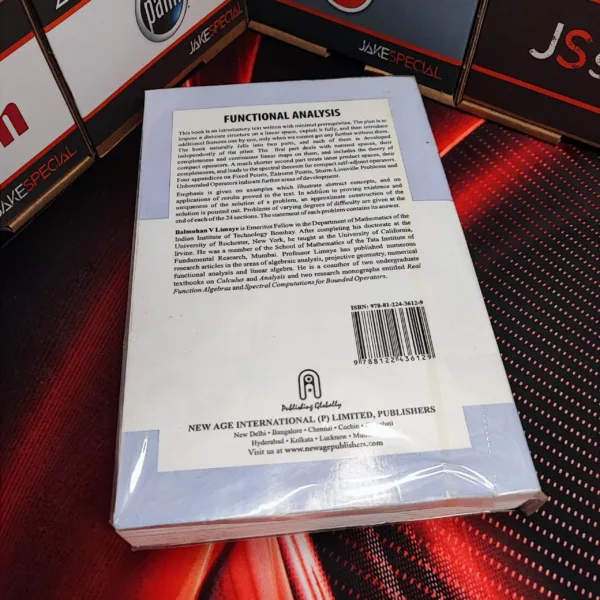 palm
JAKESPECIAL
JAKESPECIAL
JSS
JAKESPECIAL
FUNCTIONAL ANALYSIS
This book is an introductory text written with minimal prerequisites. The plan is to
impose a distance structure on a linear space, exploit it fully, and then introduce
additional features one by one, only when we cannot get any further without them.
The book naturally falls into two parts, and each of them is developed
independently of the other. The first part deals with normed spaces, their
completeness and continuous linear maps on them, and includes the theory of
compact operators. A much shorter second part treats inner product spaces, their
completeness, and leads to the spectral theorem for compact self-adjoint operators.
Four appendices on Fixed Points, Extreme Points, Sturm-Liouville Problems and
Unbounded Operators indicate further areas of development.
Emphasis is given on examples which illustrate abstract concepts, and on
applications of results proved in the text. In addition to proving existence and
uniqueness of the solution of a problem, an approximate construction of the
solution is pointed out. Problems of varying degrees of difficulty are given at the
end of each of the 24 sections. The statement of each problem contains its answer.
Balmohan V Limaye is Emeritus Fellow in the Department of Mathematics of the
Indian Institute of Technology Bombay. After completing his doctorate at the
University of Rochester, New York, he taught at the University of California,
Irvine. He was a member of the School of Mathematics of the Tata Institute of
Fundamental Research, Mumbai. Professor Limaye has published numerous
research articles in the areas of algebraic analysis, projective geometry, numerical
functional analysis and linear algebra. He is a coauthor of two undergraduate
textbooks on Calculus and Analysis and two research monographs entitled Real
Function Algebras and Spectral Computations for Bounded Operators.
ISBN: 978-81-224-3612-9
9 788122 436129
Publishing Globally
NEW AGE INTERNATIONAL (P) LIMITED, PUBLISHERS
New Delhi • Bangalore • Chennai • Cochin •
Hyderabad • Kolkata • Lucknow •
Visit us at www.newagepublishers.com